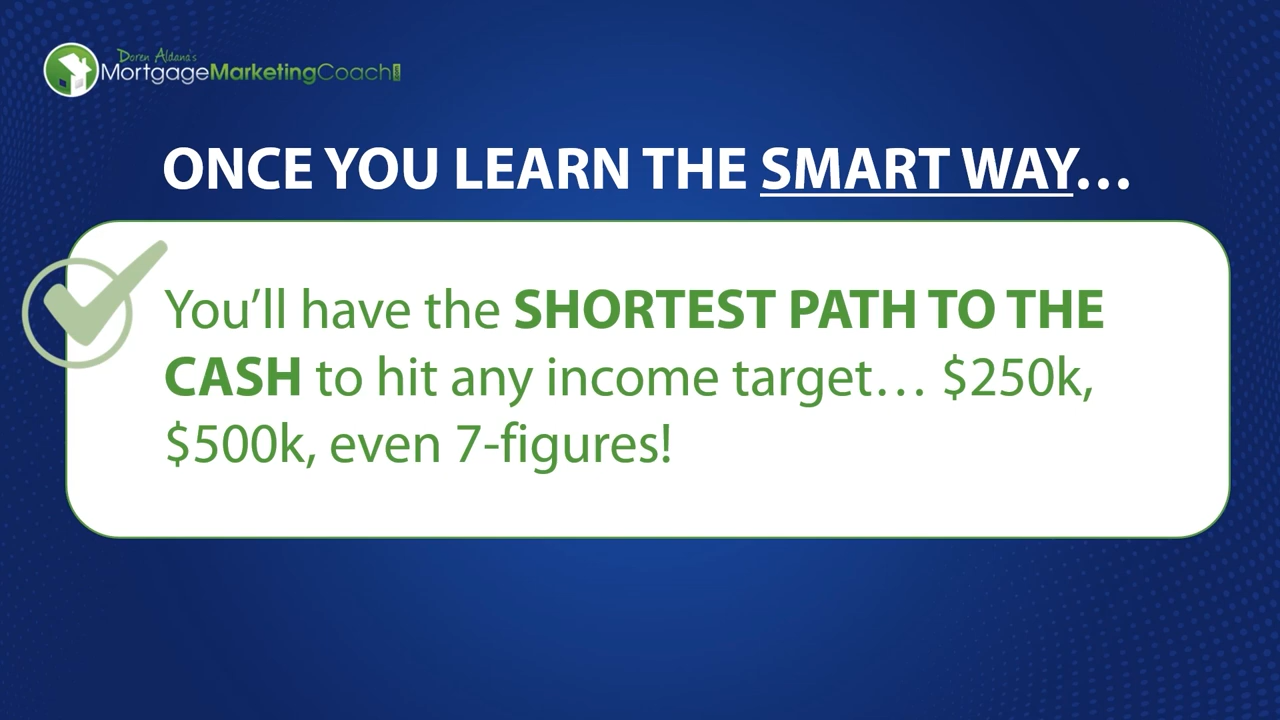 Doren Aldana's
MortgageMarketingCoach
ONCE YOU LEARN THE SMART WAY…
You’ll have the SHORTEST PATH TO THE
CASH to hit any income target… $250k,
$500k, even 7-figures!